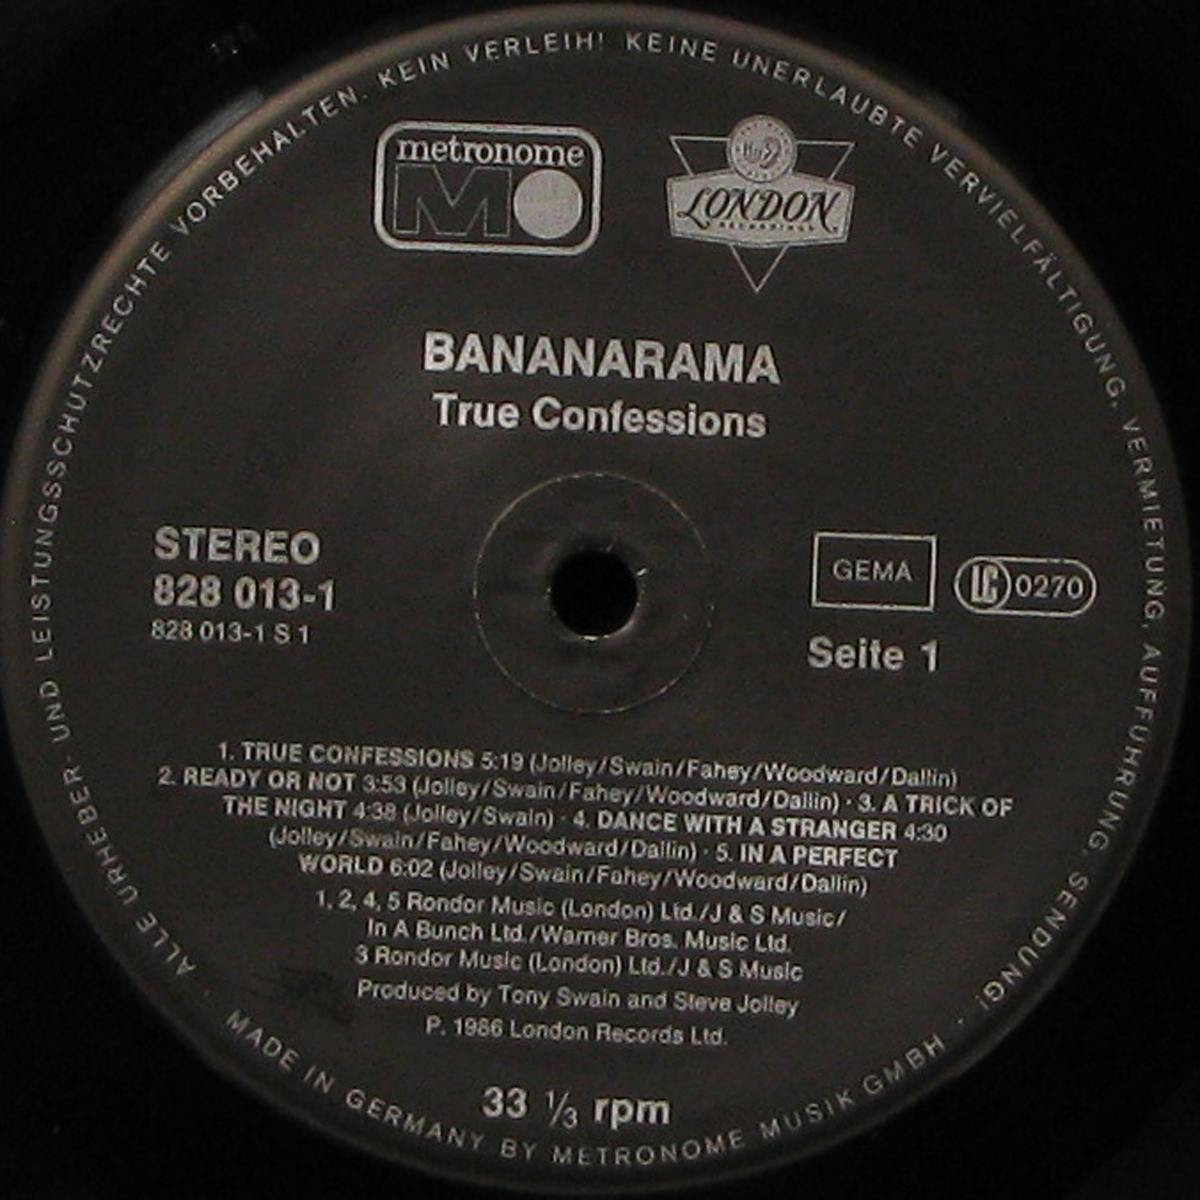 ALLE URHEBER- UND LEISTUNGSSCHUTZRECHTE VORBEHALTEN. KEIN VERLEIH! KEINE UNERLAUBTE VERVIELFÄLTIGUNG, VERMIETUNG, AUFFÜHRUNG, SENDUNG!
metronome
LONDON
RECORDINGS
BANANARAMA
True Confessions
STEREO
828 013-1
828 013-1 S 1
GEMA
LC 0270
Seite 1
1. TRUE CONFESSIONS 5:19 (Jolley/Swain/Fahey/Woodward/Dallin)
2. READY OR NOT 3:53 (Jolley/Swain/Fahey/Woodward/Dallin) · 3. A TRICK OF
THE NIGHT 4:38 (Jolley/Swain) · 4. DANCE WITH A STRANGER 4:30
(Jolley/Swain/Fahey/Woodward/Dallin) · 5. IN A PERFECT
WORLD 6:02 (Jolley/Swain/Fahey/Woodward/Dallin)
1, 2, 4, 5 Rondor Music (London) Ltd./J & S Music/
In A Bunch Ltd./Warner Bros. Music Ltd.
3 Rondor Music (London) Ltd./J & S Music
Produced by Tony Swain and Steve Jolley
P. 1986 London Records Ltd.
33 1/3 rpm
· MADE IN GERMANY BY METRONOME MUSIK GMBH ·